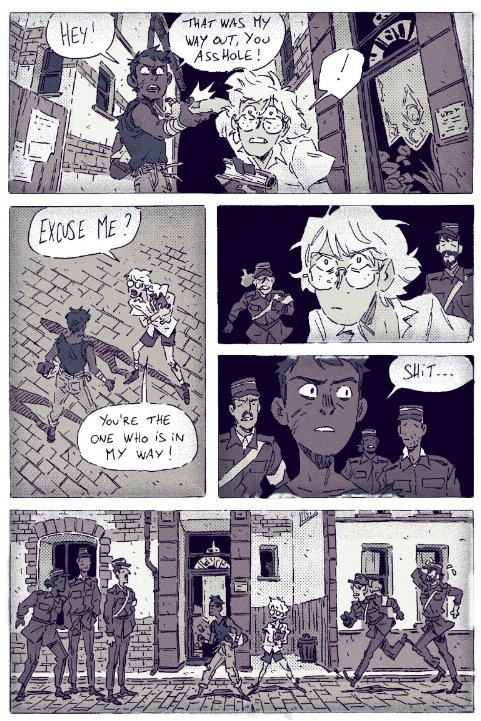 HEY!
THAT WAS MY
WAY OUT, YOU
ASSHOLE!
!
EXCUSE ME?
YOU'RE THE
ONE WHO IS IN
MY WAY!
SHIT...